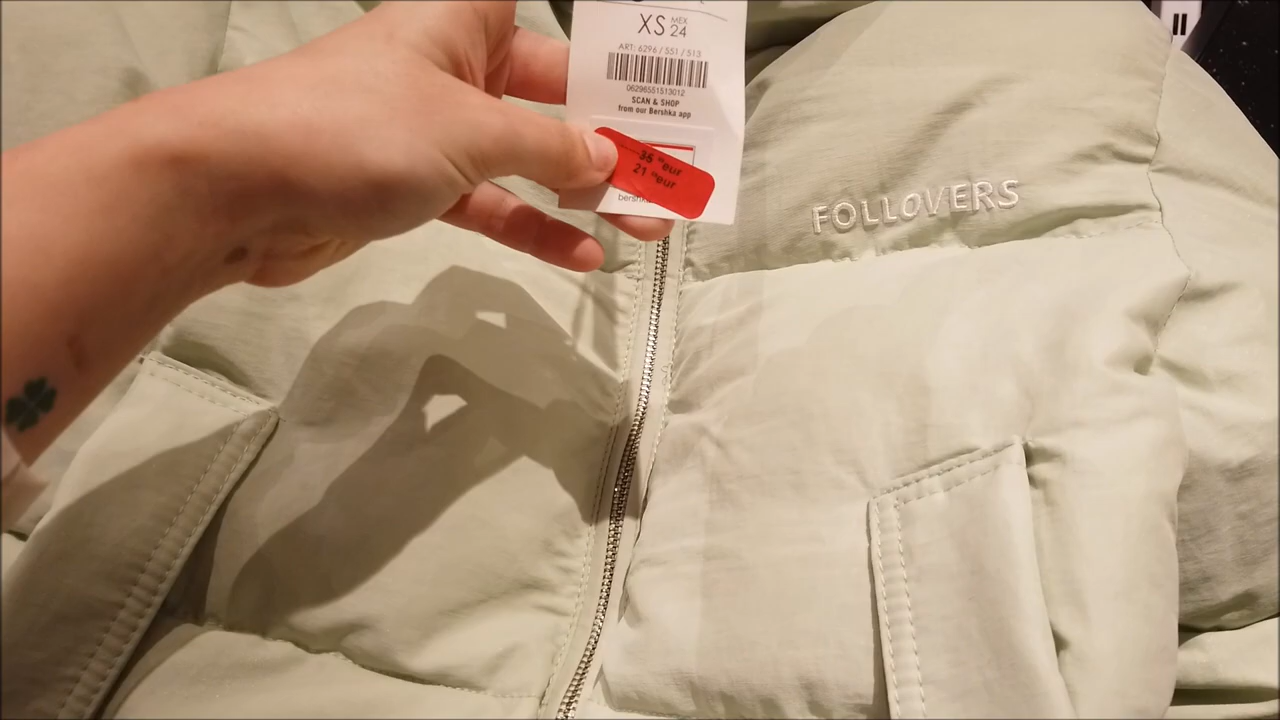 XS MEX 24
ART: 6296 / 551 / 513
06296551513012
SCAN & SHOP
from our Bershka app
35 eur
21 eur
bershk
FOLLOVERS